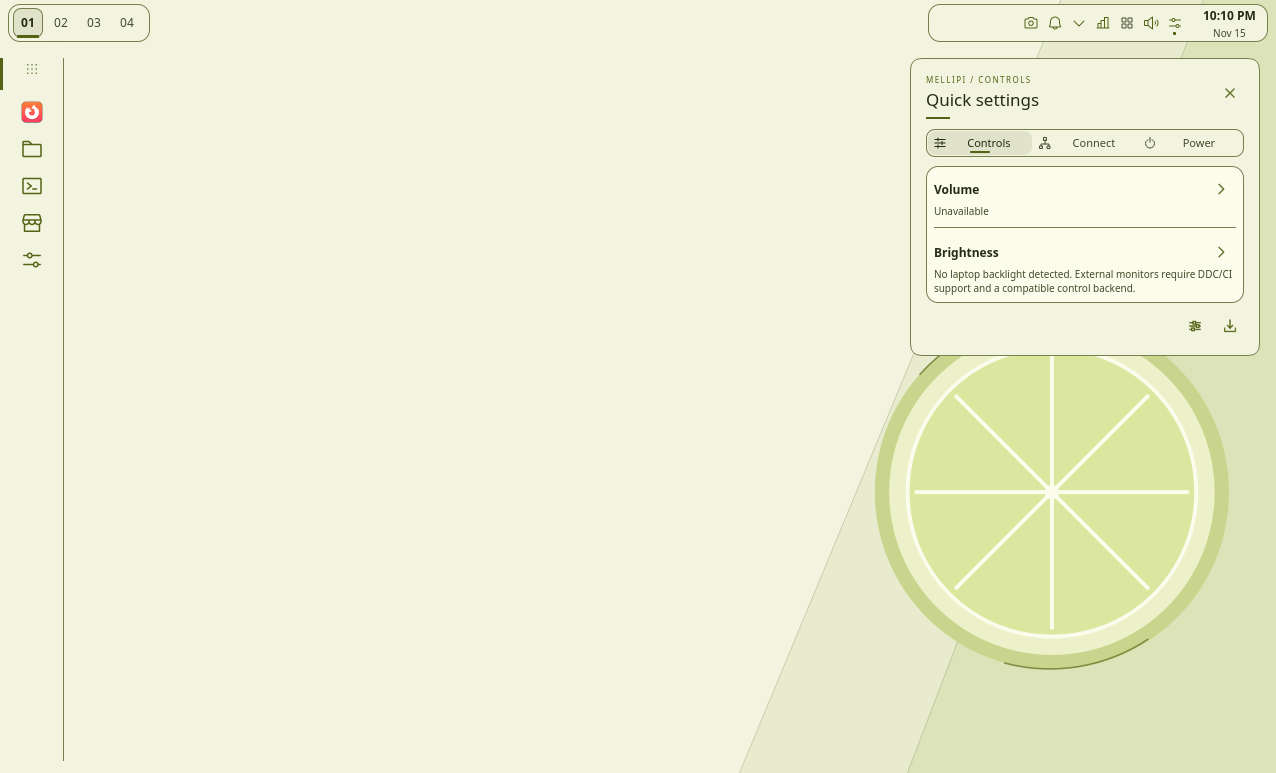 01 02 03 04
10:10 PM
Nov 15
MELLIPI / CONTROLS
Quick settings
Controls Connect Power
Volume
Unavailable
Brightness
No laptop backlight detected. External monitors require DDC/CI
support and a compatible control backend.